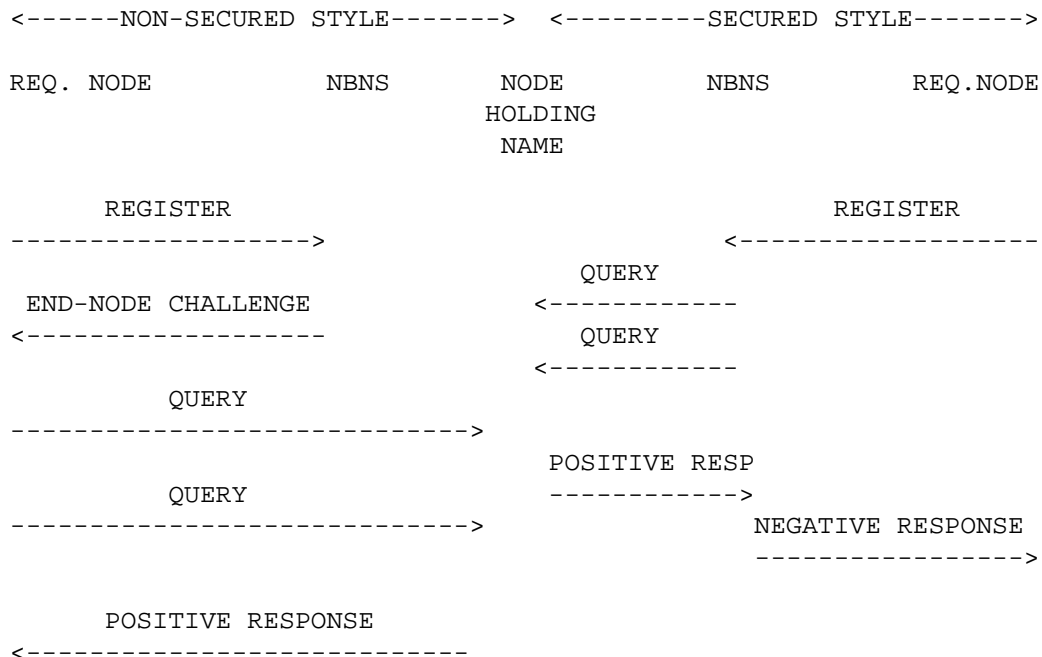 <------NON-SECURED STYLE-------> <---------SECURED STYLE------->
REQ. NODE NBNS NODE NBNS REQ.NODE
HOLDING
NAME
REGISTER REGISTER
-------------------> <-------------------
QUERY
END-NODE CHALLENGE <------------
<------------------- QUERY
<------------
QUERY
----------------------------->
POSITIVE RESP
QUERY ------------>
-----------------------------> NEGATIVE RESPONSE
----------------->
POSITIVE RESPONSE
<----------------------------